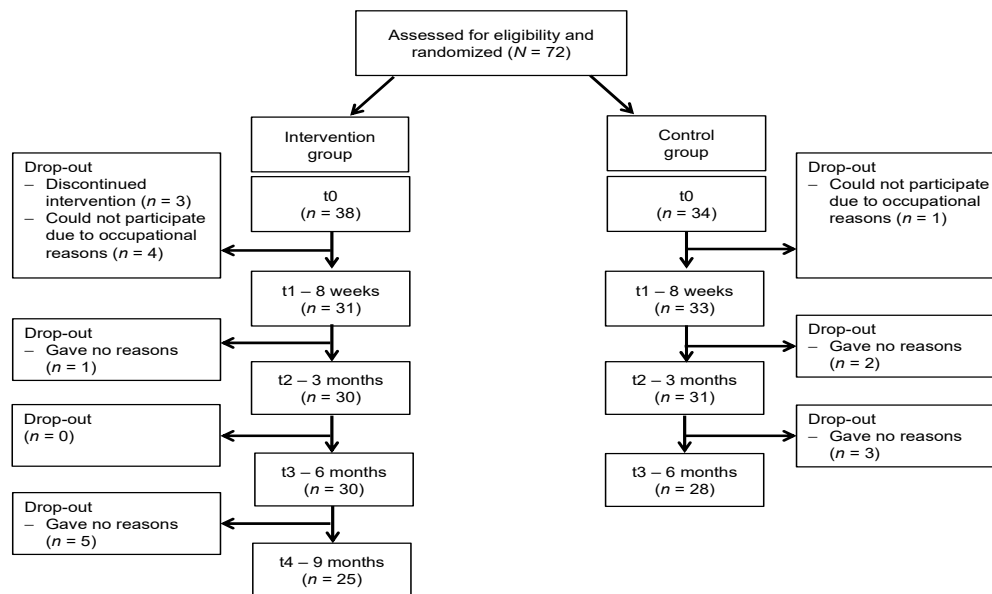 Assessed for eligibility and
randomized (N = 72)
Intervention
group
Control
group
Drop-out
– Discontinued
intervention (n = 3)
– Could not participate
due to occupational
reasons (n = 4)
t0
(n = 38)
t0
(n = 34)
Drop-out
– Could not participate
due to occupational
reasons (n = 1)
t1 – 8 weeks
(n = 31)
t1 – 8 weeks
(n = 33)
Drop-out
– Gave no reasons
(n = 1)
Drop-out
– Gave no reasons
(n = 2)
t2 – 3 months
(n = 30)
t2 – 3 months
(n = 31)
Drop-out
(n = 0)
Drop-out
– Gave no reasons
(n = 3)
t3 – 6 months
(n = 30)
t3 – 6 months
(n = 28)
Drop-out
– Gave no reasons
(n = 5)
t4 – 9 months
(n = 25)